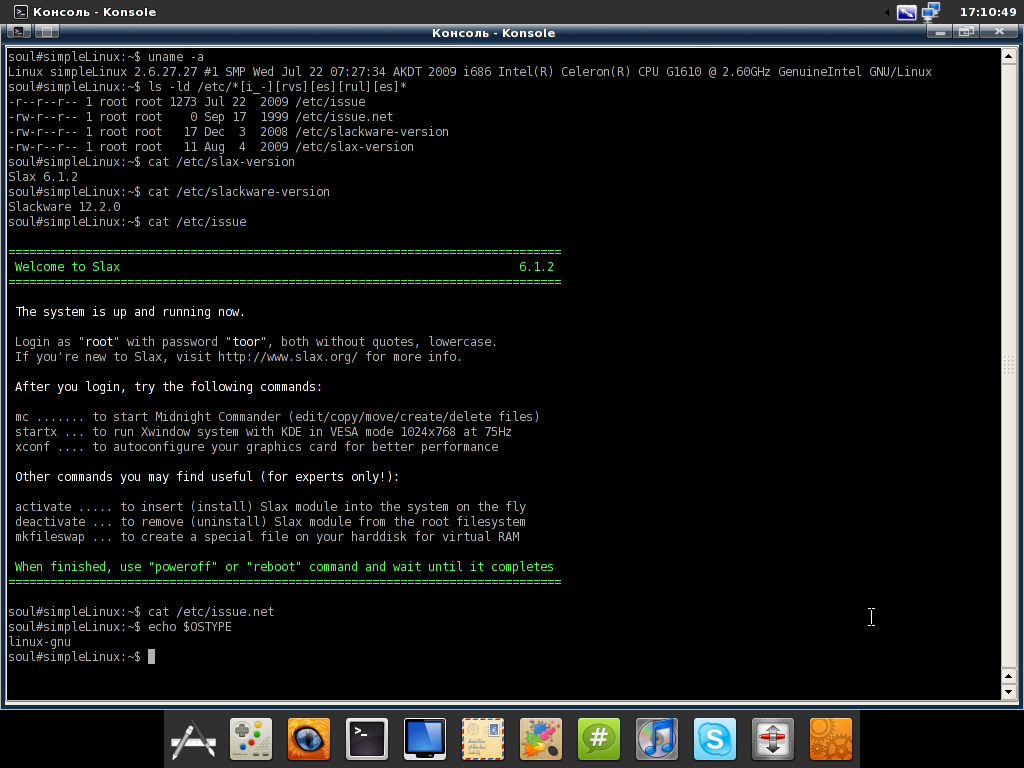 Консоль - Konsole
17:10:49
Консоль - Konsole
soul#simpleLinux:~$ uname -a
Linux simpleLinux 2.6.27.27 #1 SMP Wed Jul 22 07:27:34 AKDT 2009 i686 Intel(R) Celeron(R) CPU G1610 @ 2.60GHz GenuineIntel GNU/Linux
soul#simpleLinux:~$ ls -ld /etc/*[i_-][rvs][es][rul][es]*
-r--r--r-- 1 root root 1273 Jul 22  2009 /etc/issue
-rw-r--r-- 1 root root    0 Sep 17  1999 /etc/issue.net
-rw-r--r-- 1 root root   17 Dec  3  2008 /etc/slackware-version
-rw-r--r-- 1 root root   11 Aug  4  2009 /etc/slax-version
soul#simpleLinux:~$ cat /etc/slax-version
Slax 6.1.2
soul#simpleLinux:~$ cat /etc/slackware-version
Slackware 12.2.0
soul#simpleLinux:~$ cat /etc/issue
===============================================================================
Welcome to Slax                                                         6.1.2
===============================================================================
The system is up and running now.
Login as "root" with password "toor", both without quotes, lowercase.
If you're new to Slax, visit http://www.slax.org/ for more info.
After you login, try the following commands:
mc ....... to start Midnight Commander (edit/copy/move/create/delete files)
startx ... to run Xwindow system with KDE in VESA mode 1024x768 at 75Hz
xconf .... to autoconfigure your graphics card for better performance
Other commands you may find useful (for experts only!):
activate ..... to insert (install) Slax module into the system on the fly
deactivate ... to remove (uninstall) Slax module from the root filesystem
mkfileswap ... to create a special file on your harddisk for virtual RAM
When finished, use "poweroff" or "reboot" command and wait until it completes
===============================================================================
soul#simpleLinux:~$ cat /etc/issue.net
soul#simpleLinux:~$ echo $OSTYPE
linux-gnu
soul#simpleLinux:~$